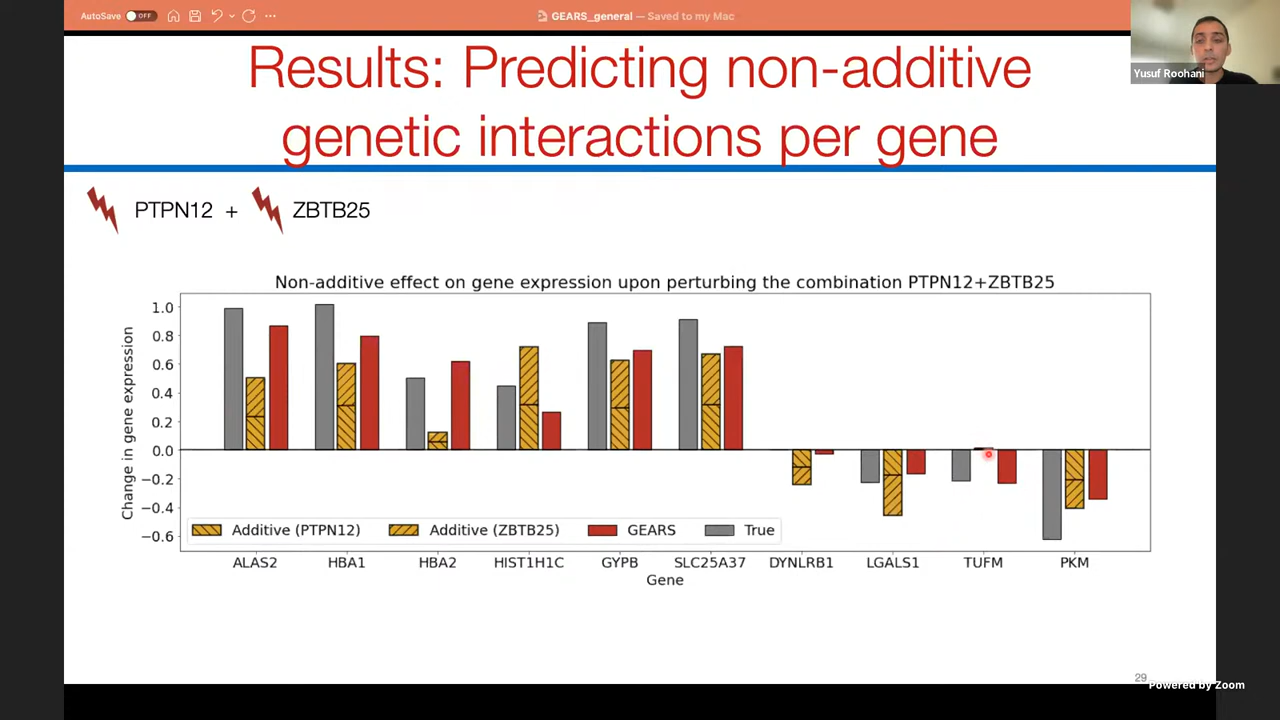 AutoSave OFF
GEARS_general — Saved to my Mac
Yusuf Roohani
Results: Predicting non-additive
genetic interactions per gene
PTPN12 + ZBTB25
Non-additive effect on gene expression upon perturbing the combination PTPN12+ZBTB25
Change in gene expression
1.0
0.8
0.6
0.4
0.2
0.0
−0.2
−0.4
−0.6
Additive (PTPN12) Additive (ZBTB25) GEARS True
ALAS2 HBA1 HBA2 HIST1H1C GYPB SLC25A37 DYNLRB1 LGALS1 TUFM PKM
Gene
29
Powered by Zoom